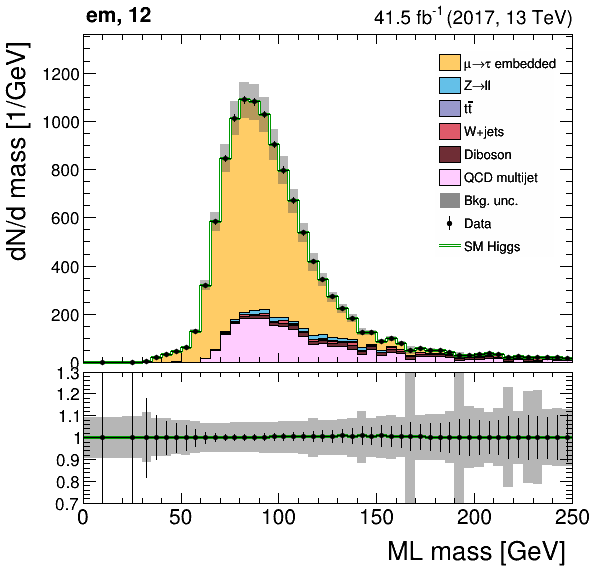 em, 12
41.5 fb⁻¹ (2017, 13 TeV)
dN/d mass [1/GeV]
1200
1000
800
600
400
200
0
μ→τ embedded
Z→ll
tt̅
W+jets
Diboson
QCD multijet
Bkg. unc.
Data
SM Higgs
1.3
1.2
1.1
1
0.9
0.8
0.7
0 50 100 150 200 250
ML mass [GeV]